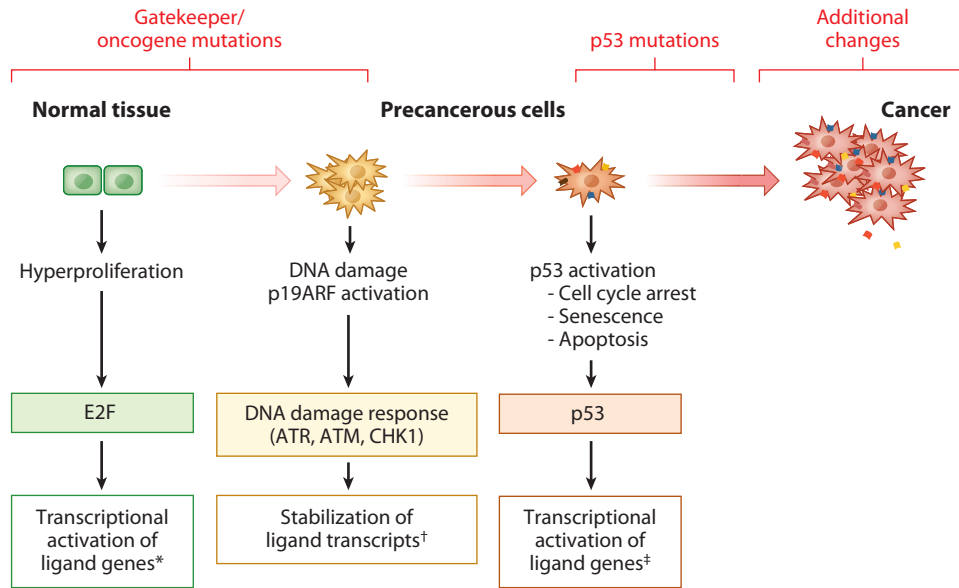 Gatekeeper/
oncogene mutations
p53 mutations
Additional
changes
Normal tissue
Precancerous cells
Cancer
Hyperproliferation
DNA damage
p19ARF activation
p53 activation
- Cell cycle arrest
- Senescence
- Apoptosis
E2F
DNA damage response
(ATR, ATM, CHK1)
p53
Transcriptional
activation of
ligand genes*
Stabilization of
ligand transcripts†
Transcriptional
activation of
ligand genes‡